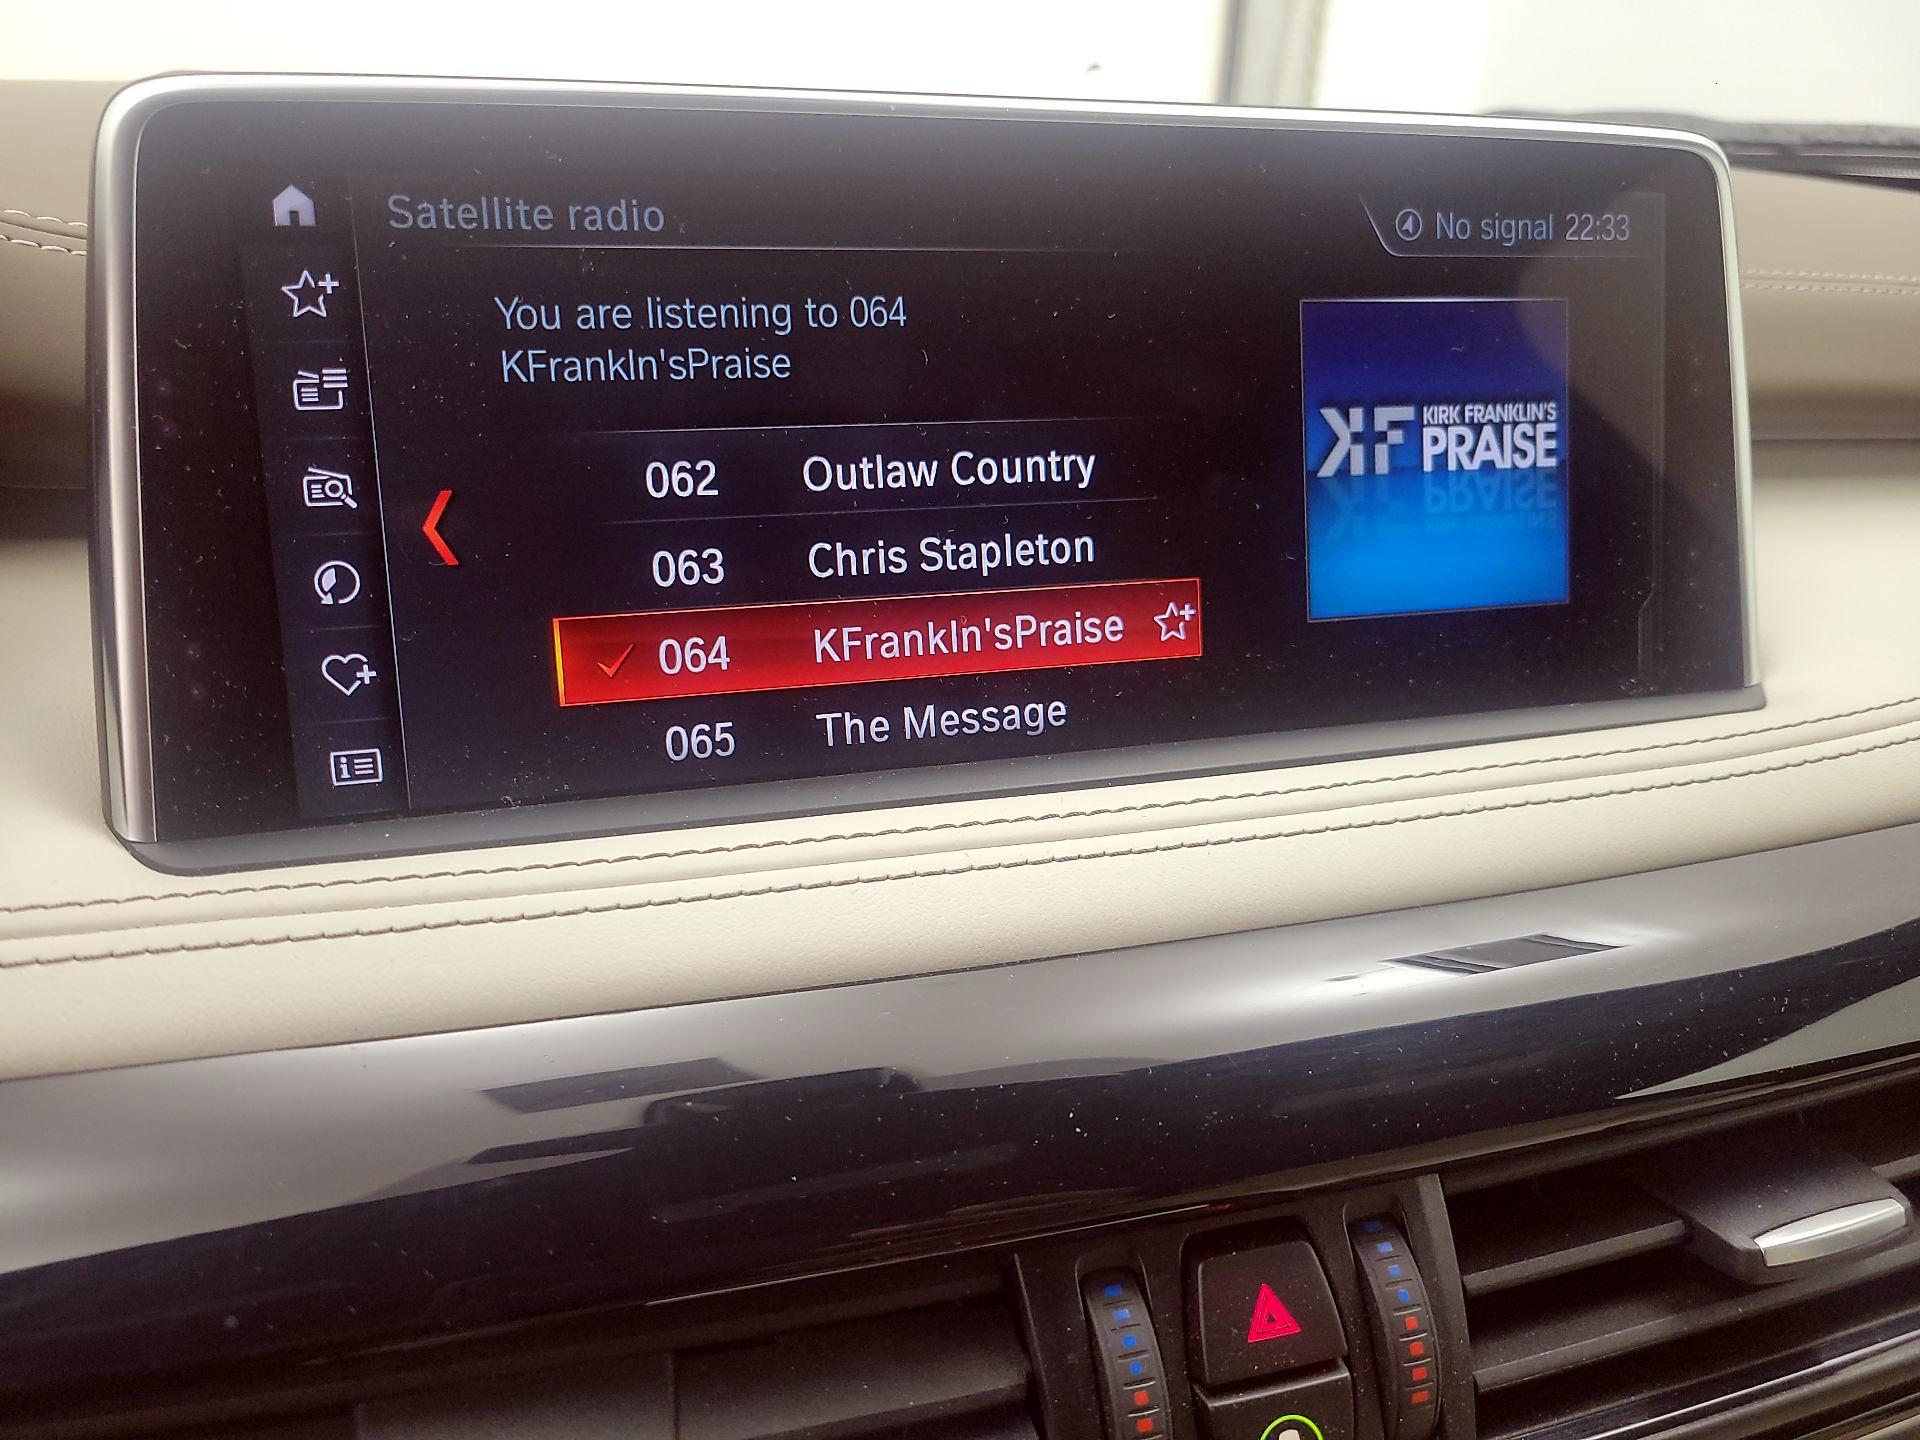 Satellite radio
No signal 22:33
You are listening to 064
KFrankln'sPraise
062 Outlaw Country
063 Chris Stapleton
064 KFrankln'sPraise
065 The Message
KF KIRK FRANKLIN'S
PRAISE